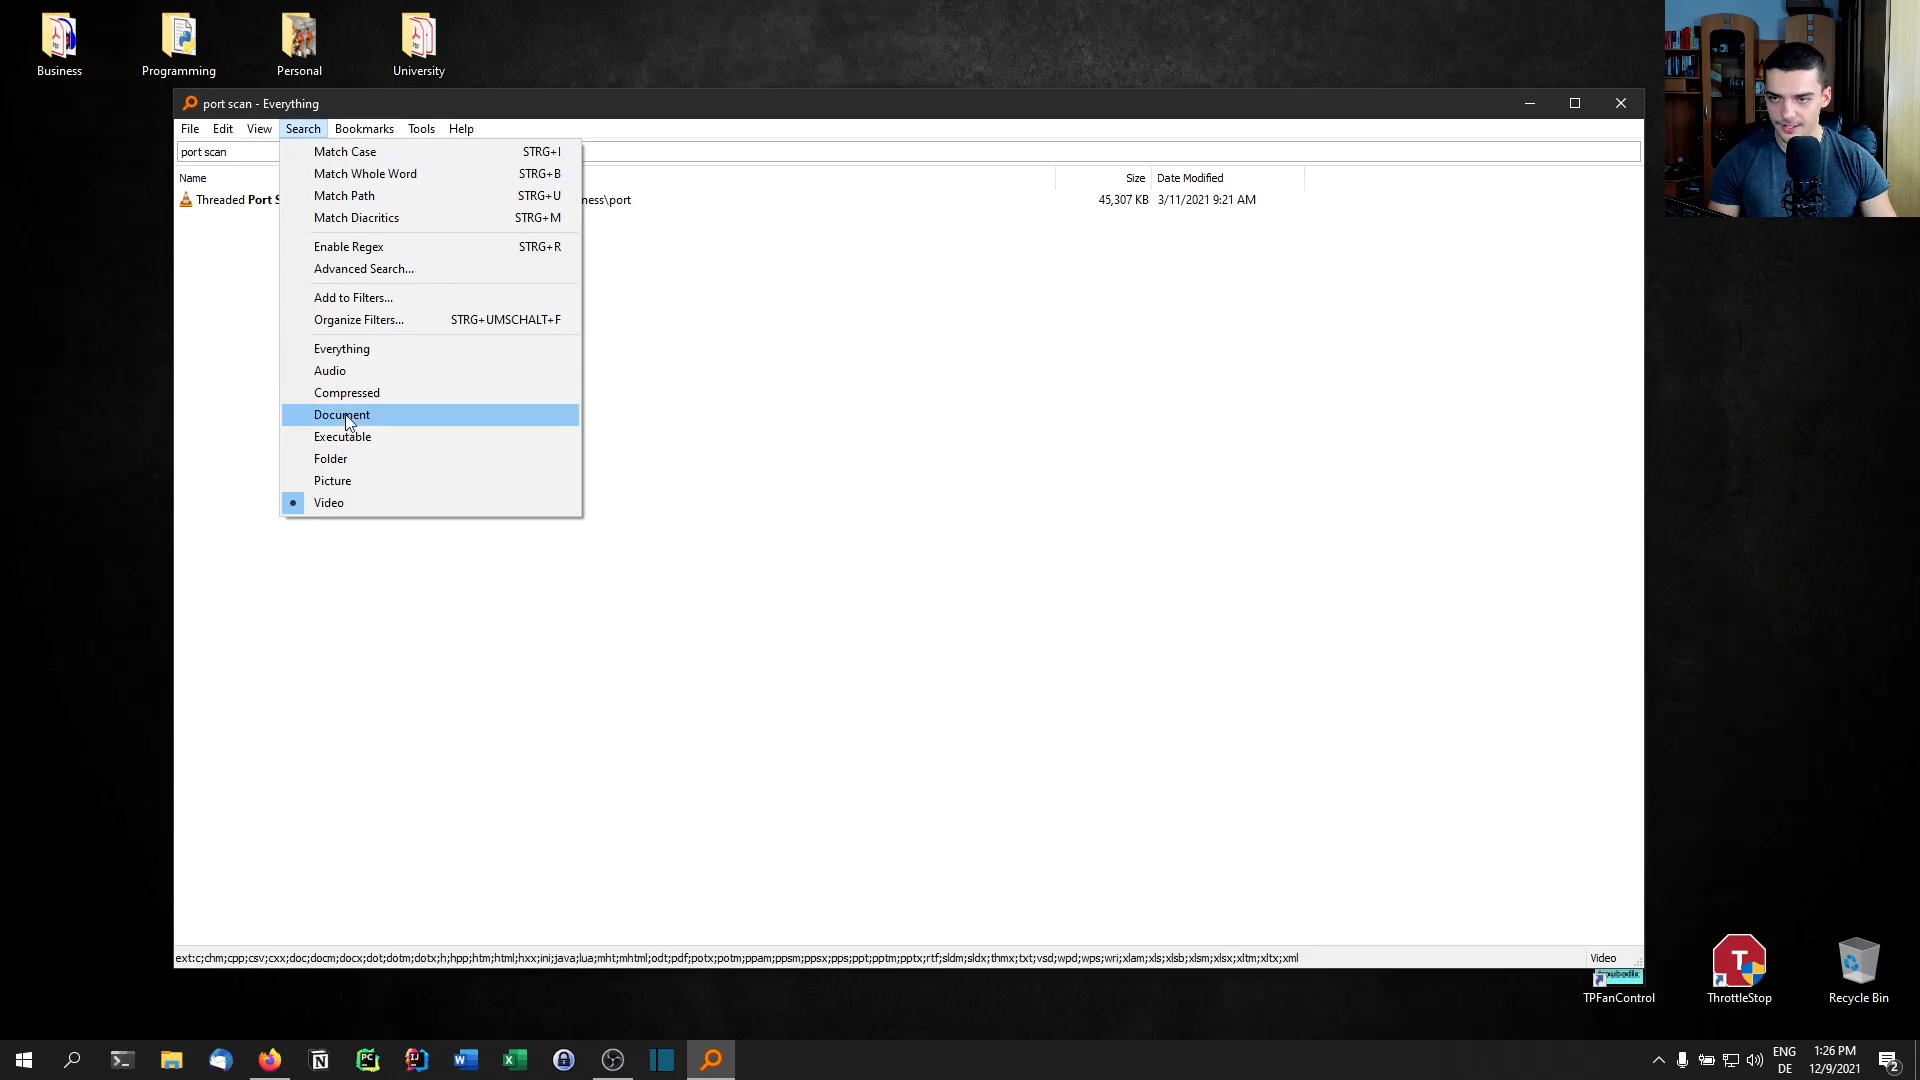 Business
Programming
Personal
University
port scan - Everything
File Edit View Search Bookmarks Tools Help
port scan
Match Case STRG+I
Match Whole Word STRG+B
Match Path STRG+U
Match Diacritics STRG+M
Enable Regex STRG+R
Advanced Search...
Add to Filters...
Organize Filters... STRG+UMSCHALT+F
Everything
Audio
Compressed
Document
Executable
Folder
Picture
Video
Name Size Date Modified
Threaded Port S ness\port 45,307 KB 3/11/2021 9:21 AM
ext:c;chm;cpp;csv;cxx;doc;docm;docx;dot;dotm;dotx;h;hpp;htm;html;hxx;ini;java;lua;mht;mhtml;odt;pdf;potx;potm;ppam;ppsm;ppsx;pps;ppt;pptm;pptx;rtf;sldm;sldx;thmx;txt;vsd;wpd;wps;wri;xlam;xls;xlsb;xlsm;xlsx;xltm;xltx;xml Video
TPFanControl
T
ThrottleStop
Recycle Bin
PC
IJ
ENG
DE
1:26 PM
12/9/2021
2